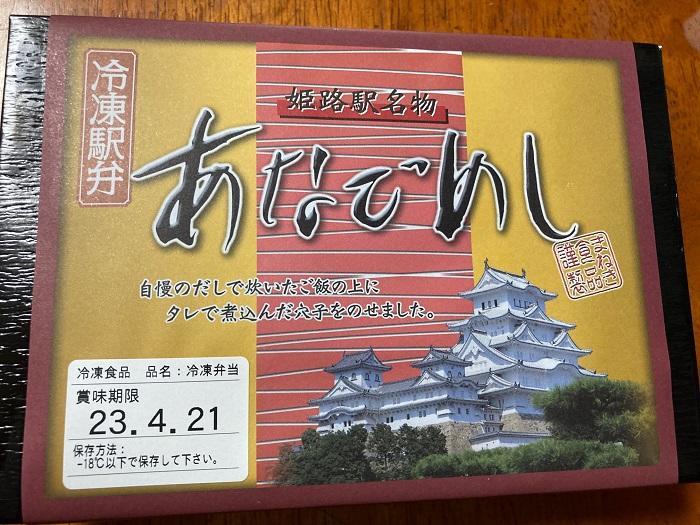 冷凍駅弁
姫路駅名物
あなごめし
まねき
食品
謹製
自慢のだしで炊いたご飯の上に
タレで煮込んだ穴子をのせました。
冷凍食品　品名：冷凍弁当
賞味期限
23.4.21
保存方法：
-18℃以下で保存して下さい。